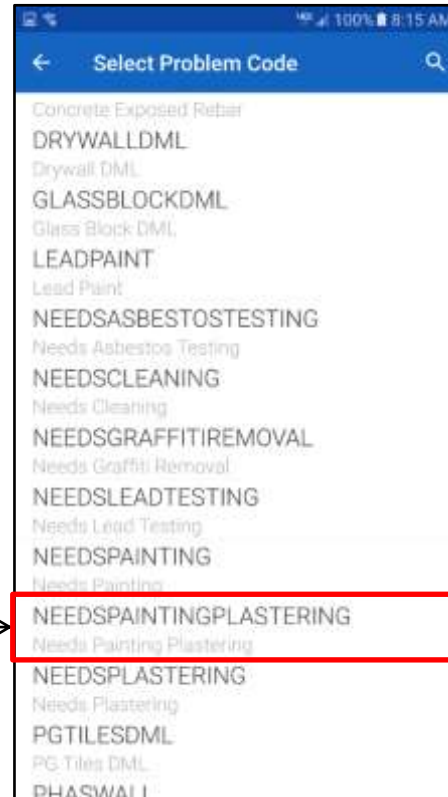 100% 8:15 AM
Select Problem Code
Concrete Exposed Rebar
DRYWALLDML
Drywall DML
GLASSBLOCKDML
Glass Block DML
LEADPAINT
Lead Paint
NEEDSASBESTOSTESTING
Needs Asbestos Testing
NEEDSCLEANING
Needs Cleaning
NEEDSGRAFFITIREMOVAL
Needs Graffiti Removal
NEEDSLEADTESTING
Needs Lead Testing
NEEDSPAINTING
Needs Painting
NEEDSPAINTINGPLASTERING
Needs Painting Plastering
NEEDSPLASTERING
Needs Plastering
PGTILESDML
PG Tiles DML
PHASWALL